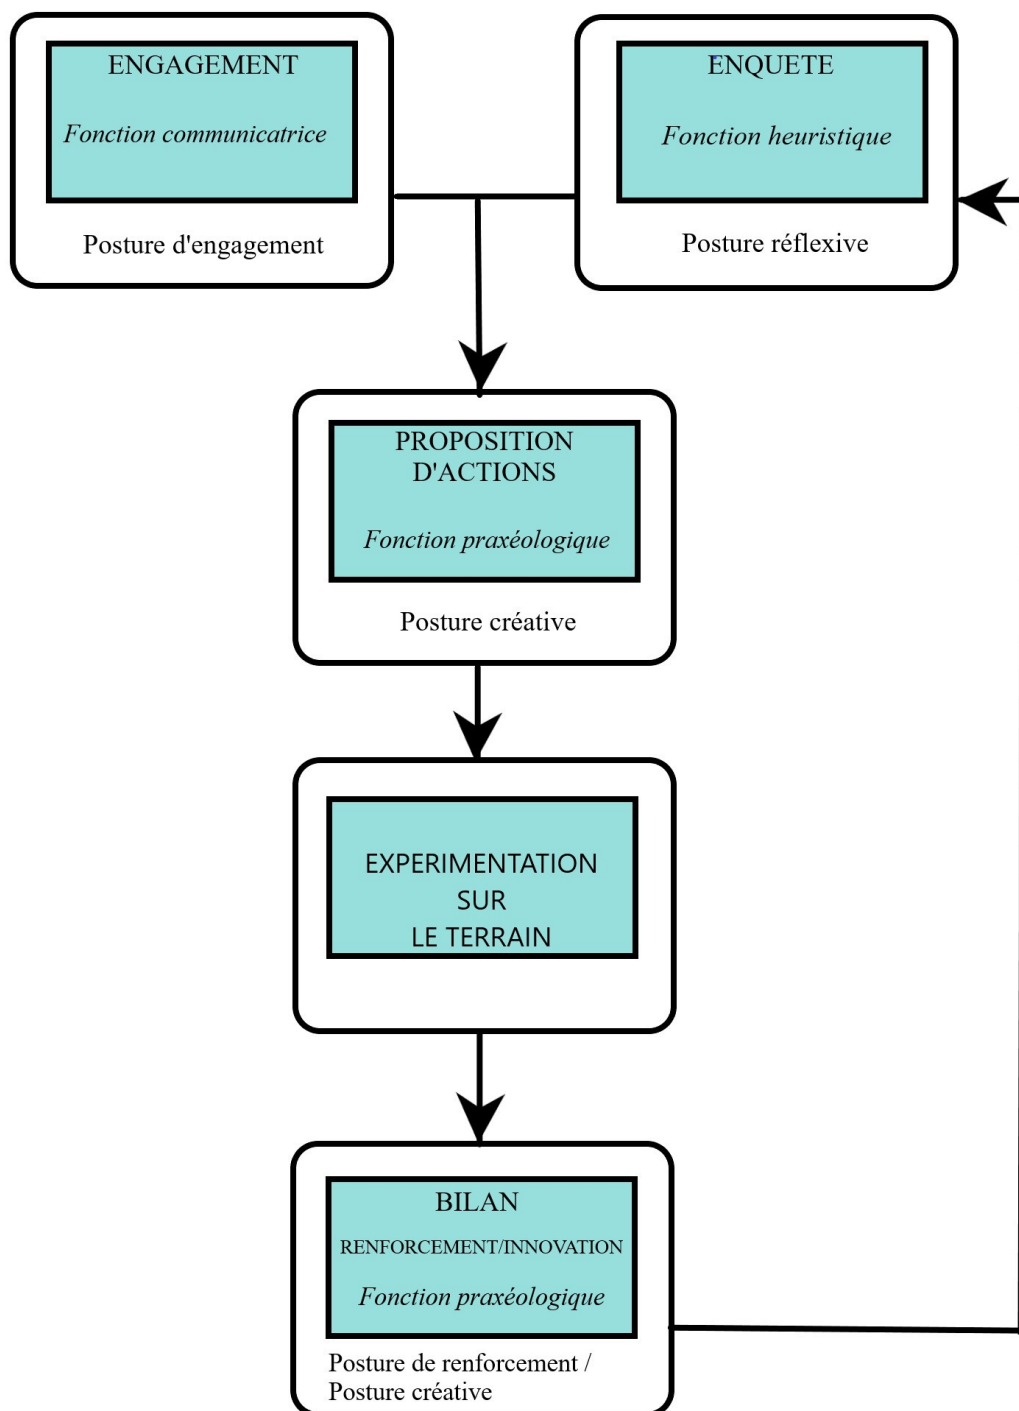 ENGAGEMENT
Fonction communicatrice
Posture d'engagement
ENQUETE
Fonction heuristique
Posture réflexive
PROPOSITION
D'ACTIONS
Fonction praxéologique
Posture créative
EXPERIMENTATION
SUR
LE TERRAIN
BILAN
RENFORCEMENT/INNOVATION
Fonction praxéologique
Posture de renforcement /
Posture créative